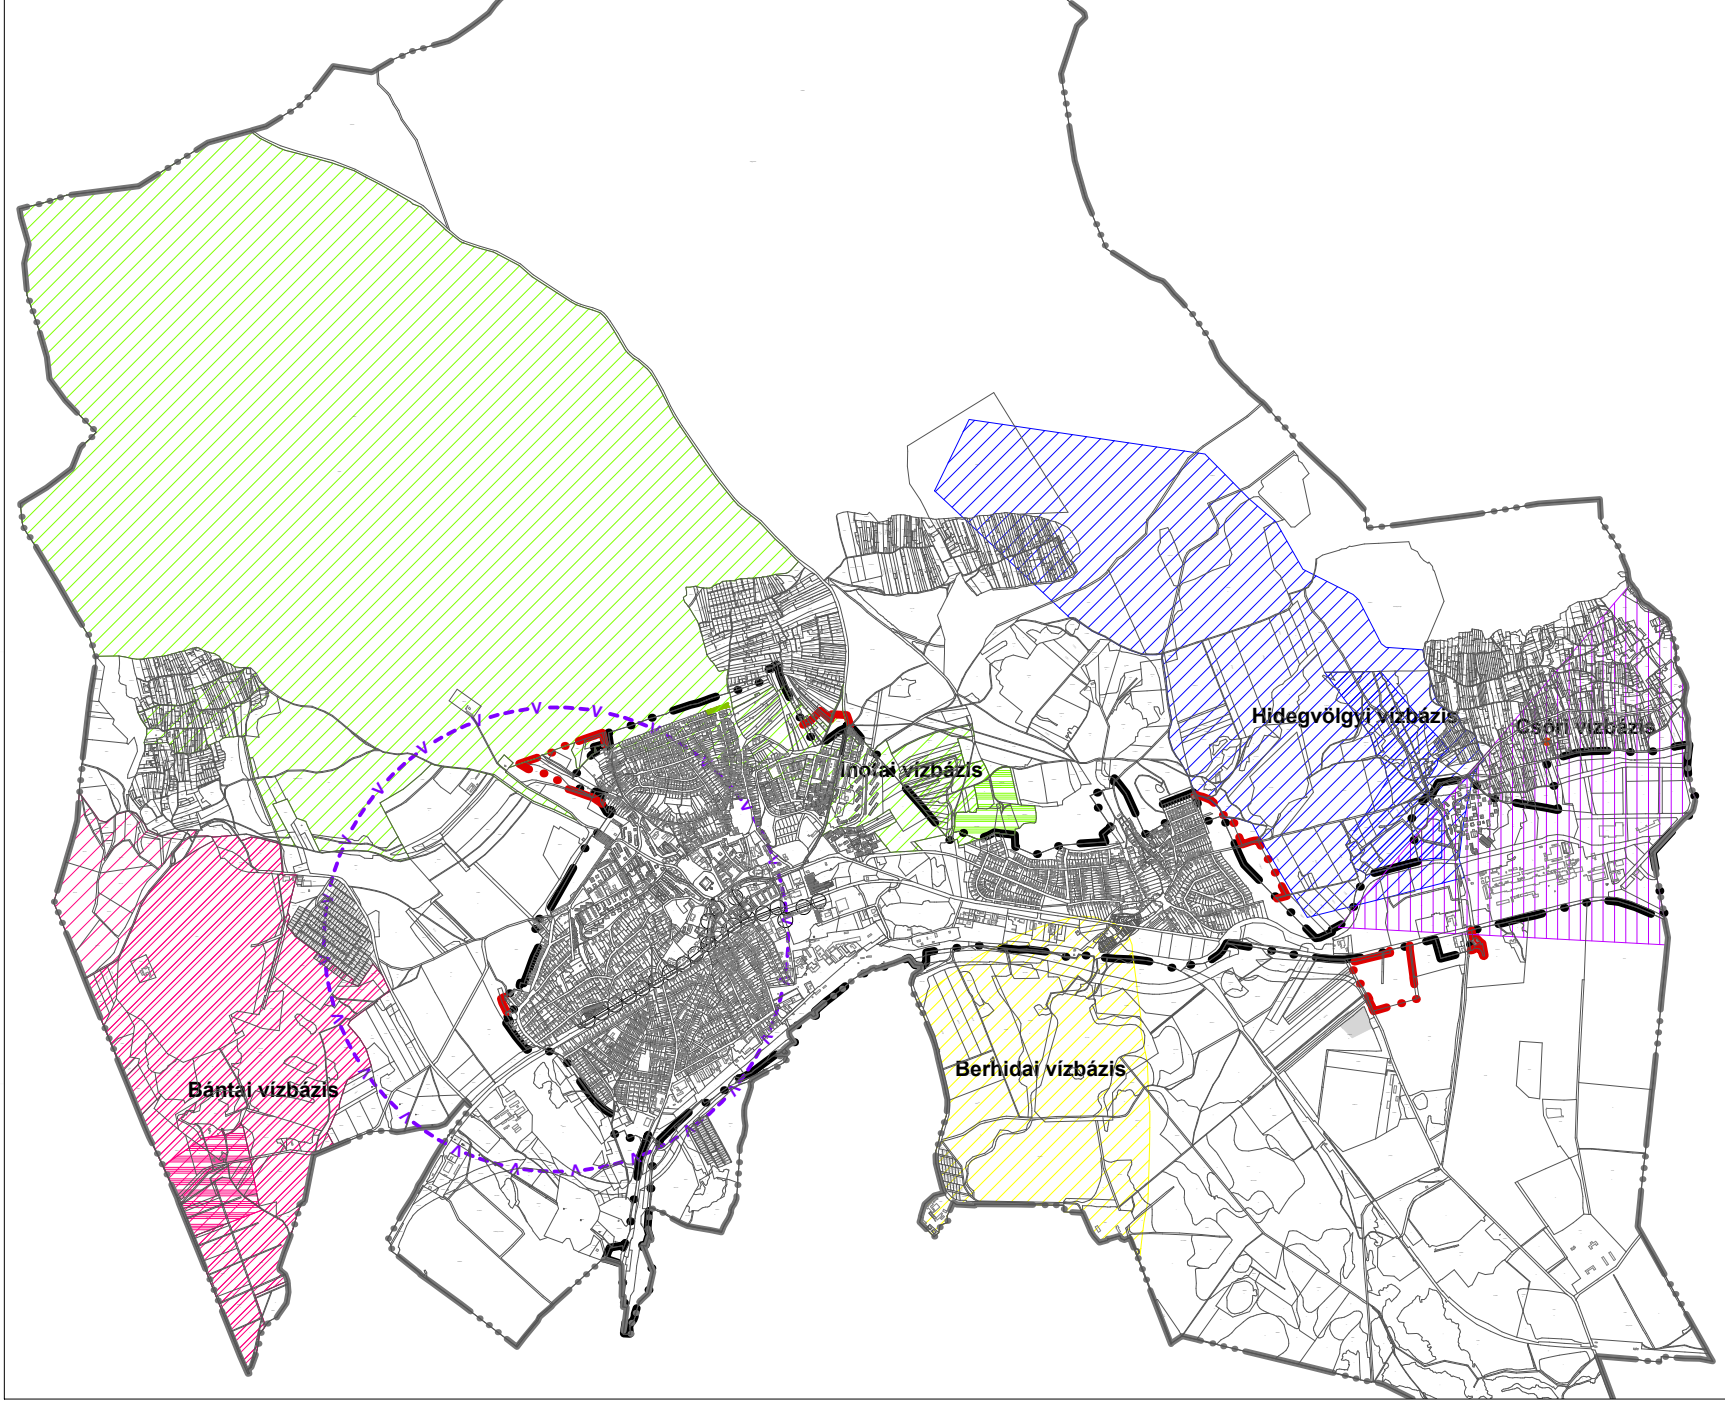 Hidegvölgyi vízbázis
Csóri vízbázis
Inotai vízbázis
Berhidai vízbázis
Bántai vízbázis